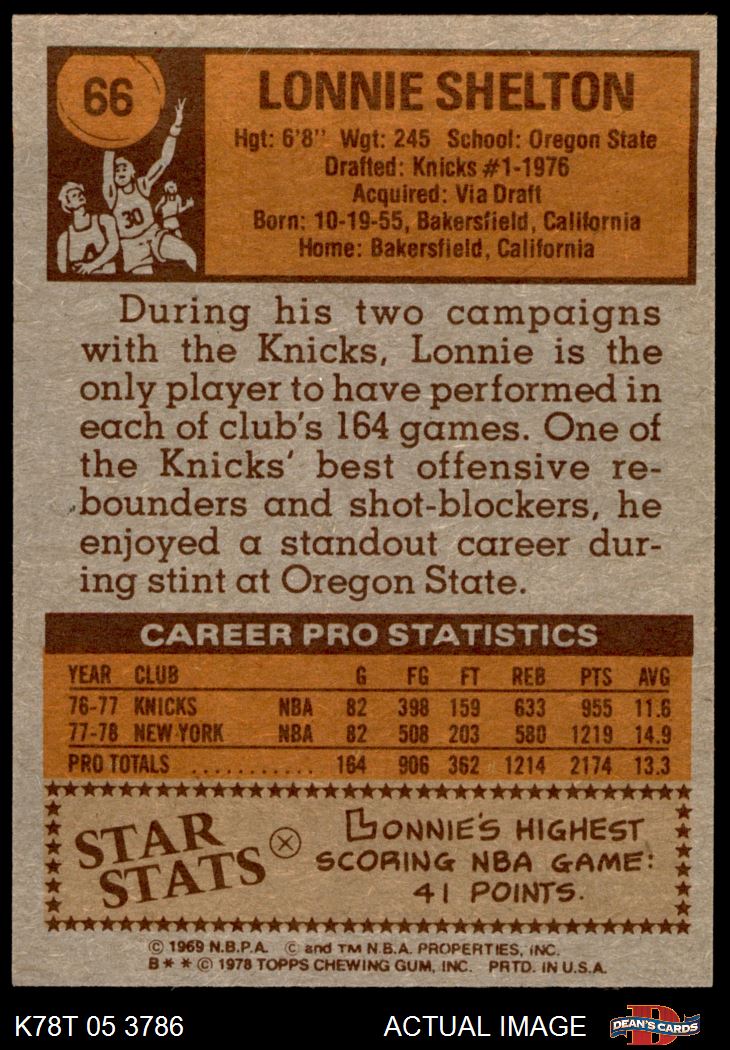 66
LONNIE SHELTON
Hgt: 6'8" Wgt: 245 School: Oregon State
Drafted: Knicks #1-1976
Acquired: Via Draft
Born: 10-19-55, Bakersfield, California
Home: Bakersfield, California
30
During his two campaigns
with the Knicks, Lonnie is the
only player to have performed in
each of club's 164 games. One of
the Knicks' best offensive re-
bounders and shot-blockers, he
enjoyed a standout career dur-
ing stint at Oregon State.
CAREER PRO STATISTICS
YEAR CLUB G FG FT REB PTS AVG
76-77 KNICKS NBA 82 398 159 633 955 11.6
77-78 NEW YORK NBA 82 508 203 580 1219 14.9
PRO TOTALS .......... 164 906 362 1214 2174 13.3
STAR
STATS
LONNIE'S HIGHEST
SCORING NBA GAME:
41 POINTS.
© 1969 N.B.P.A. © and TM N.B.A. PROPERTIES, INC.
B** © 1978 TOPPS CHEWING GUM, INC. PRTD. IN U.S.A.
K78T 05 3786 ACTUAL IMAGE
D
DEAN'S CARDS